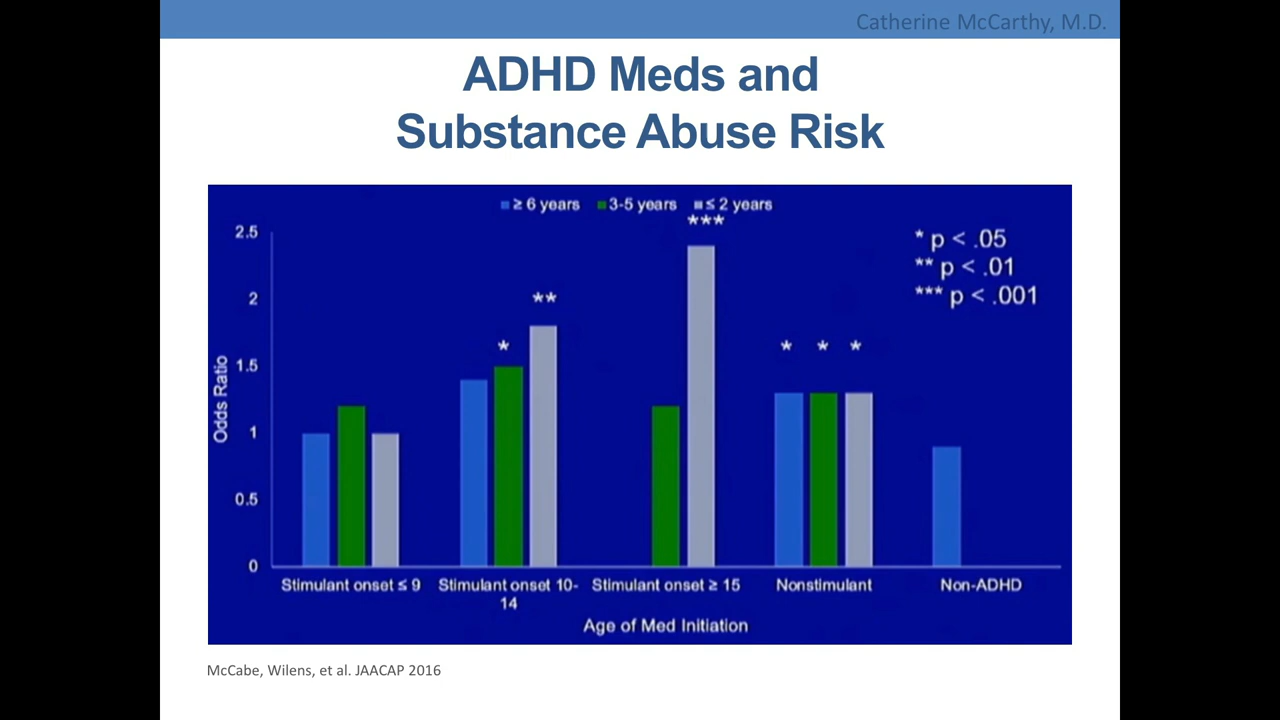 Catherine McCarthy, M.D.
ADHD Meds and
Substance Abuse Risk
≥ 6 years 3-5 years ≤ 2 years
* p < .05
** p < .01
*** p < .001
***
**
*
* * *
2.5
2
1.5
1
0.5
0
Odds Ratio
Stimulant onset ≤ 9
Stimulant onset 10-
14
Stimulant onset ≥ 15
Nonstimulant
Non-ADHD
Age of Med Initiation
McCabe, Wilens, et al. JAACAP 2016